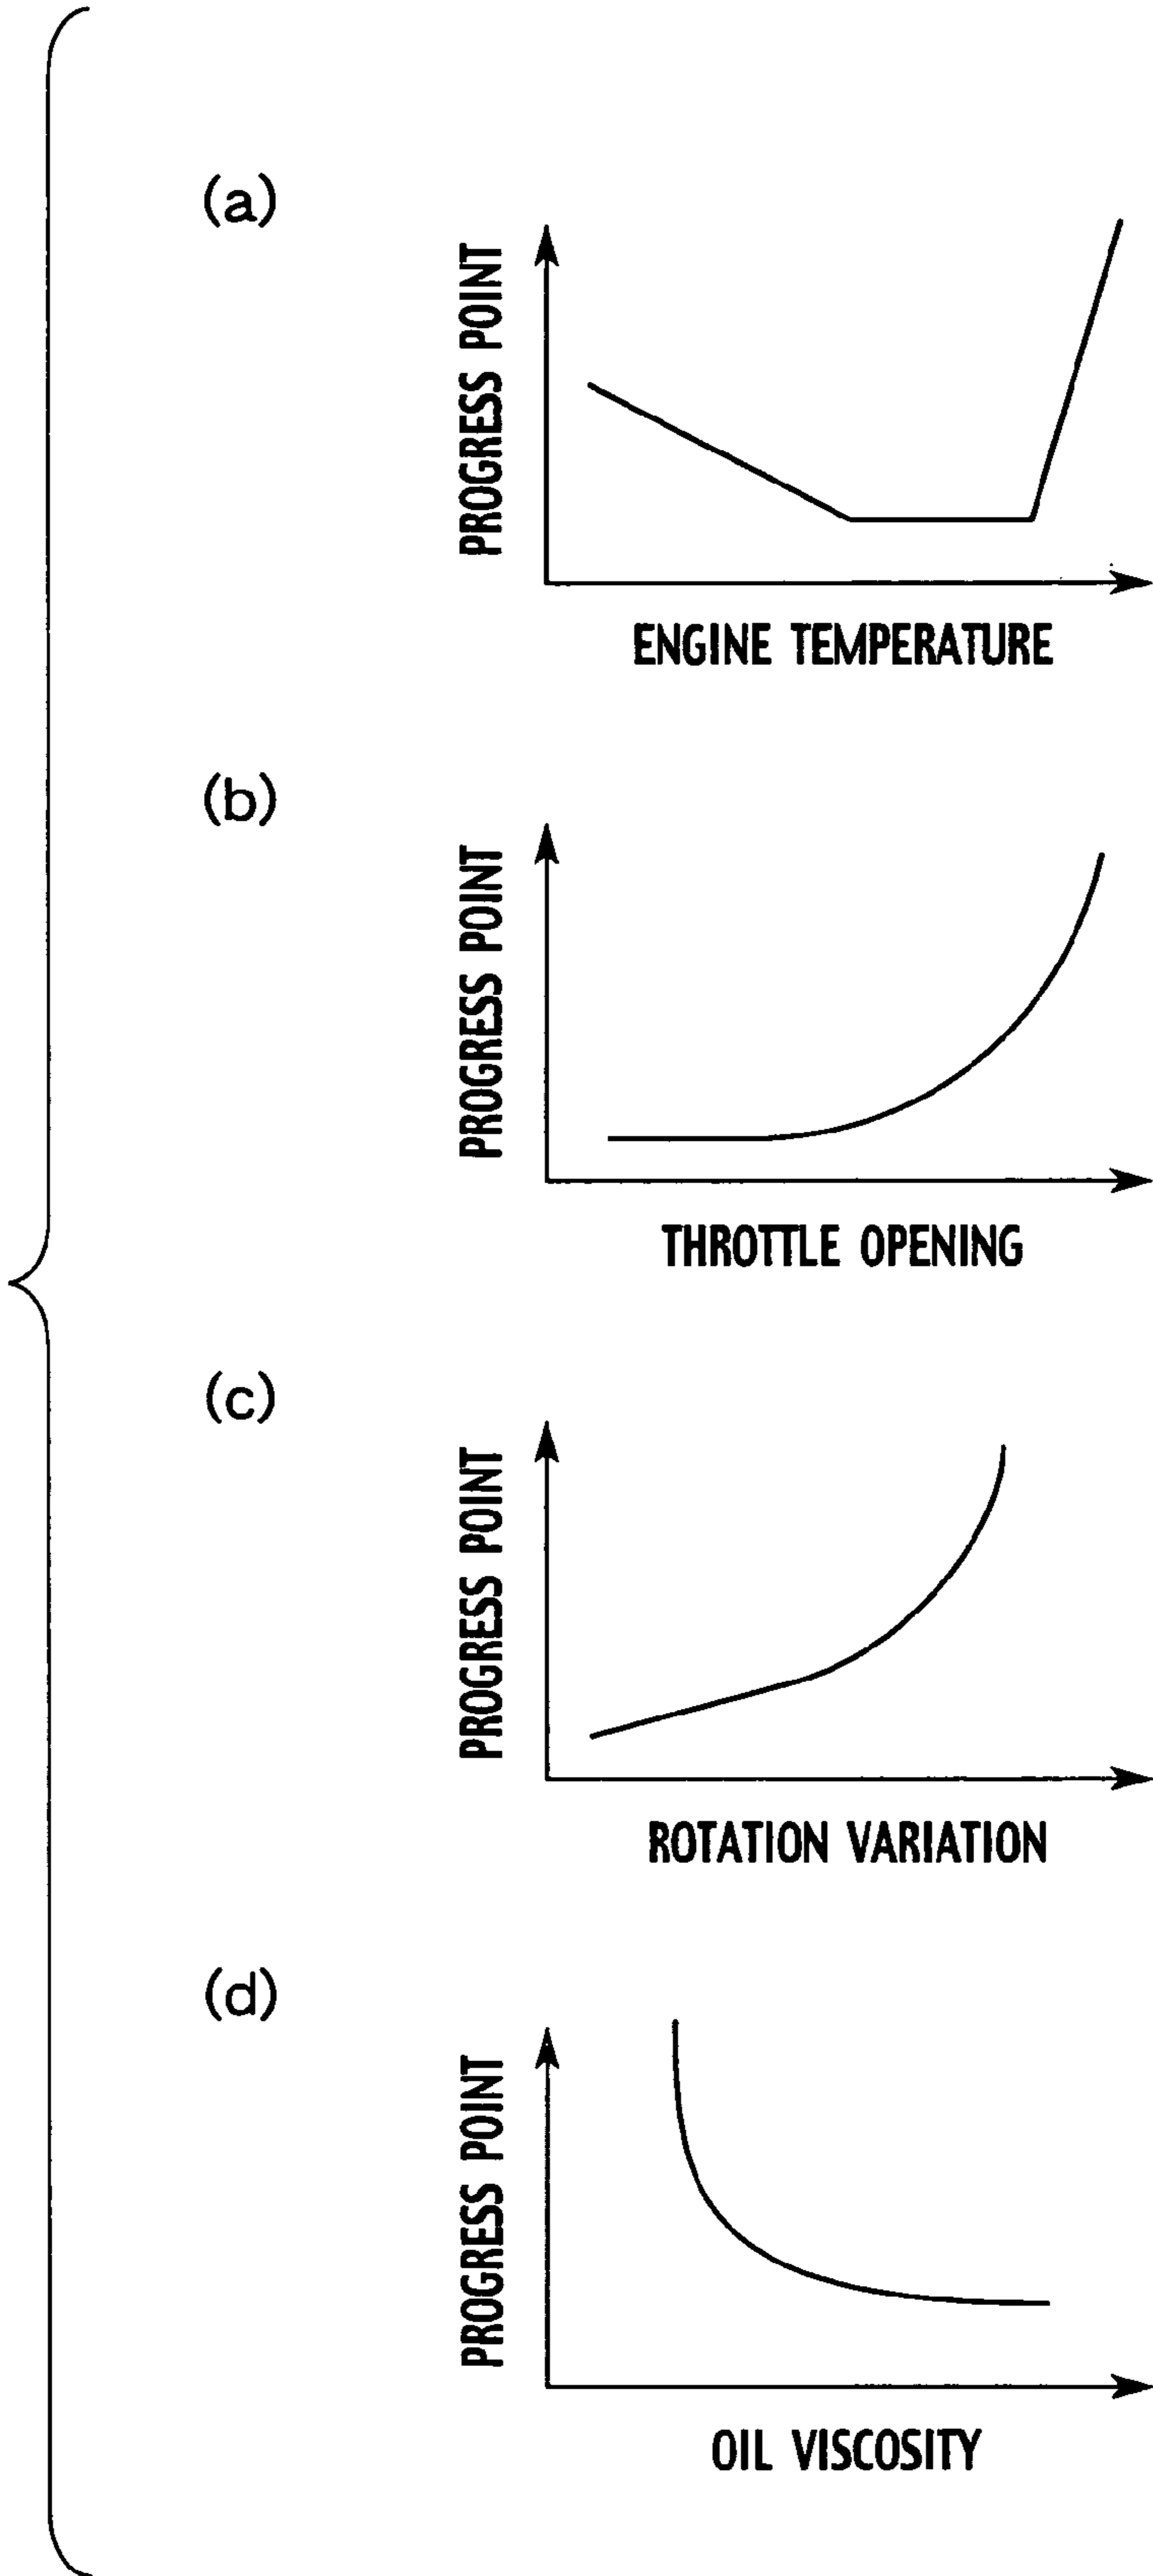 (a)
PROGRESS POINT
ENGINE TEMPERATURE
(b)
PROGRESS POINT
THROTTLE OPENING
(c)
PROGRESS POINT
ROTATION VARIATION
(d)
PROGRESS POINT
OIL VISCOSITY